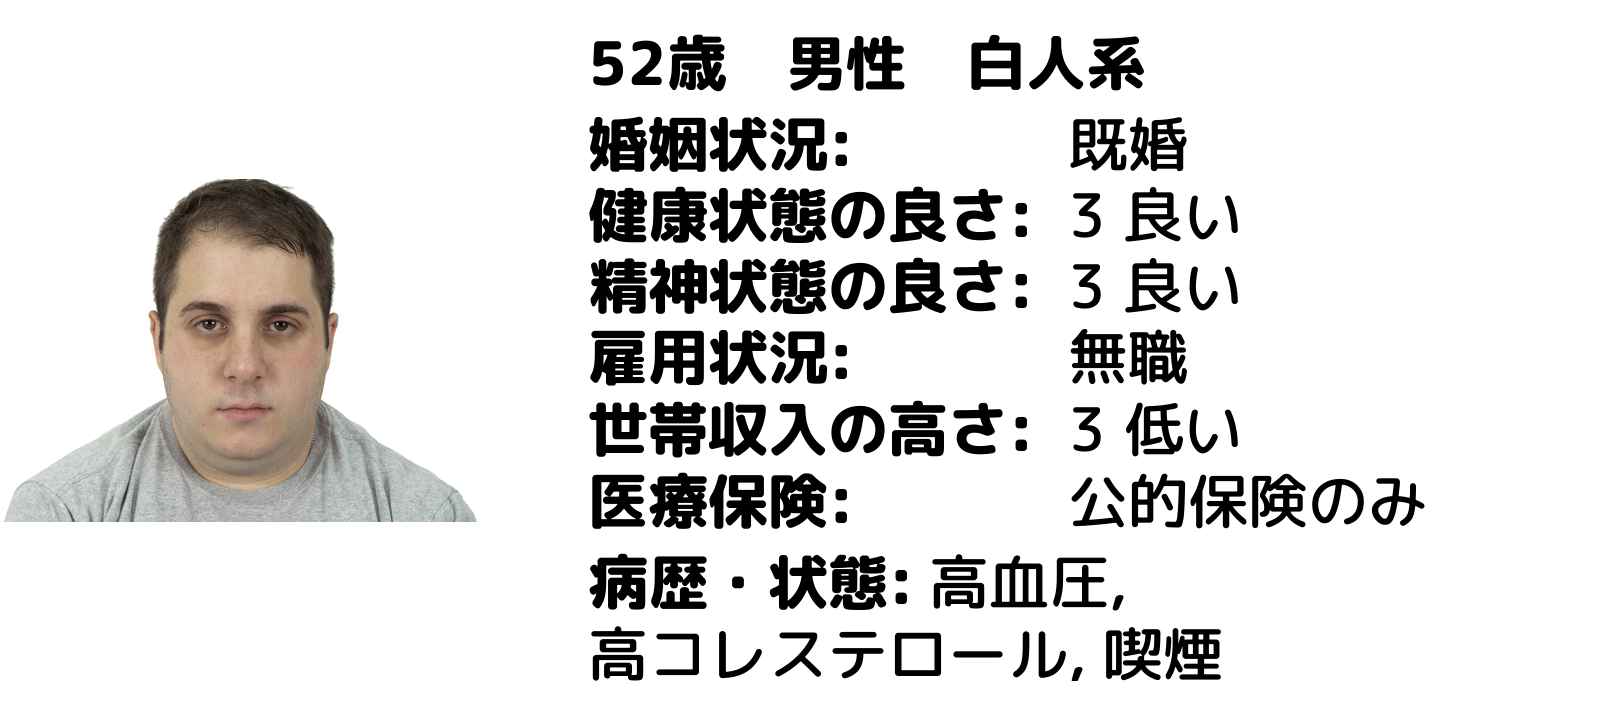 52歳　男性　白人系
婚姻状況: 既婚
健康状態の良さ: 3 良い
精神状態の良さ: 3 良い
雇用状況: 無職
世帯収入の高さ: 3 低い
医療保険: 公的保険のみ
病歴・状態: 高血圧,
高コレステロール, 喫煙